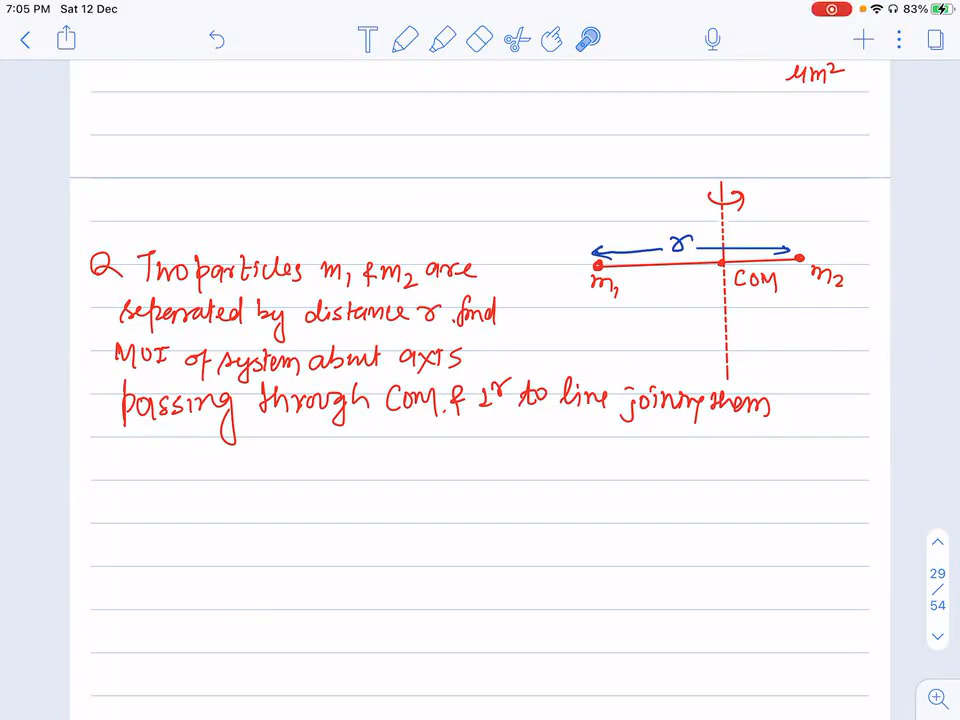 7:05 PM Sat 12 Dec
83%
μm²
Q Two particles m₁ & m₂ are
seperated by distance r. find
MOI of system about axis
passing through COM. & ⊥ʳ to line joining them
r
m₁
COM
m₂
29
/
54